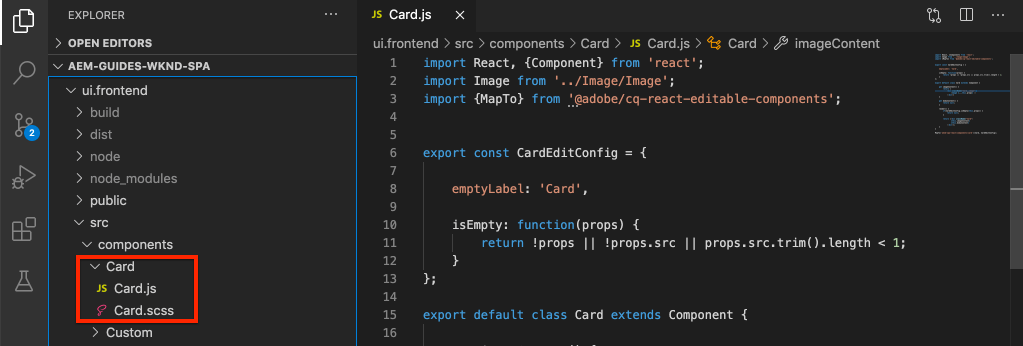 EXPLORER
OPEN EDITORS
AEM-GUIDES-WKND-SPA
ui.frontend
build
dist
node
node_modules
public
src
components
Card
JS Card.js
Card.scss
Custom
2
JS Card.js
ui.frontend > src > components > Card > JS Card.js > Card > imageContent
1 import React, {Component} from 'react';
2 import Image from '../Image/Image';
3 import {MapTo} from '@adobe/cq-react-editable-components';
4
5
6 export const CardEditConfig = {
7
8 emptyLabel: 'Card',
9
10 isEmpty: function(props) {
11 return !props || !props.src || props.src.trim().length < 1;
12 }
13 };
14
15 export default class Card extends Component {
16